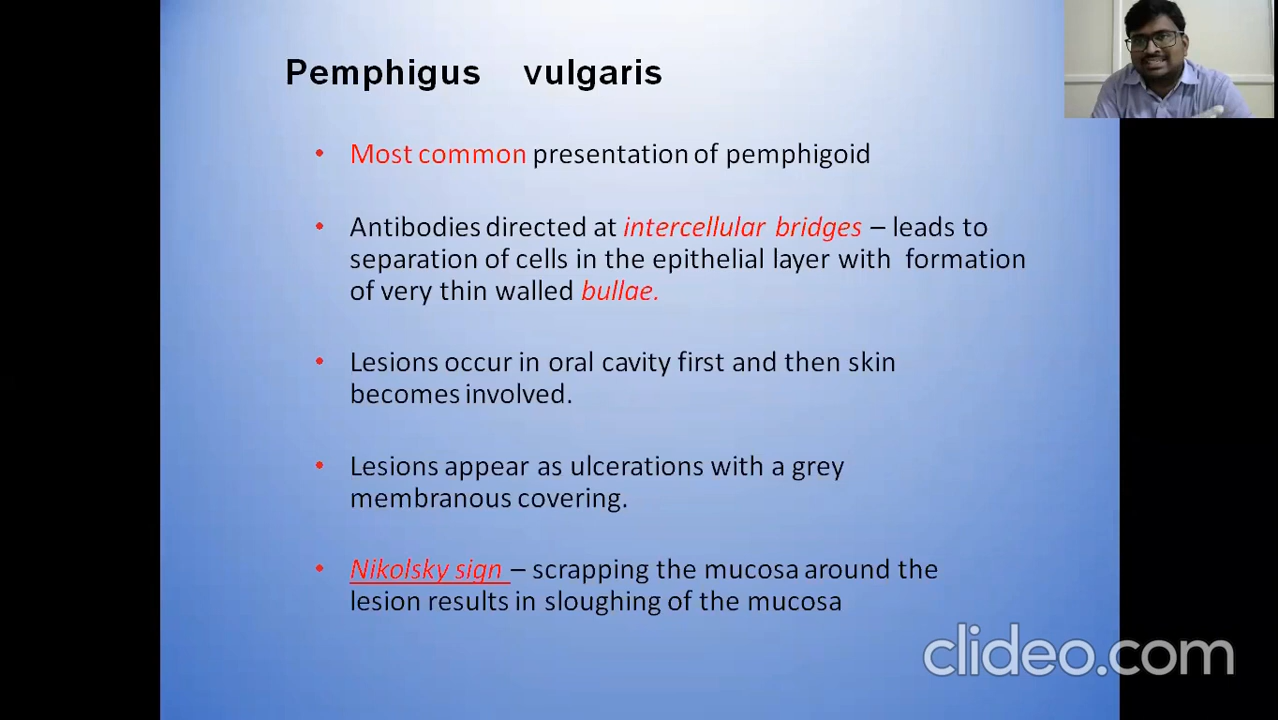 Pemphigus vulgaris
• Most common presentation of pemphigoid
• Antibodies directed at intercellular bridges – leads to
separation of cells in the epithelial layer with formation
of very thin walled bullae.
• Lesions occur in oral cavity first and then skin
becomes involved.
• Lesions appear as ulcerations with a grey
membranous covering.
• Nikolsky sign – scrapping the mucosa around the
lesion results in sloughing of the mucosa
clideo.com